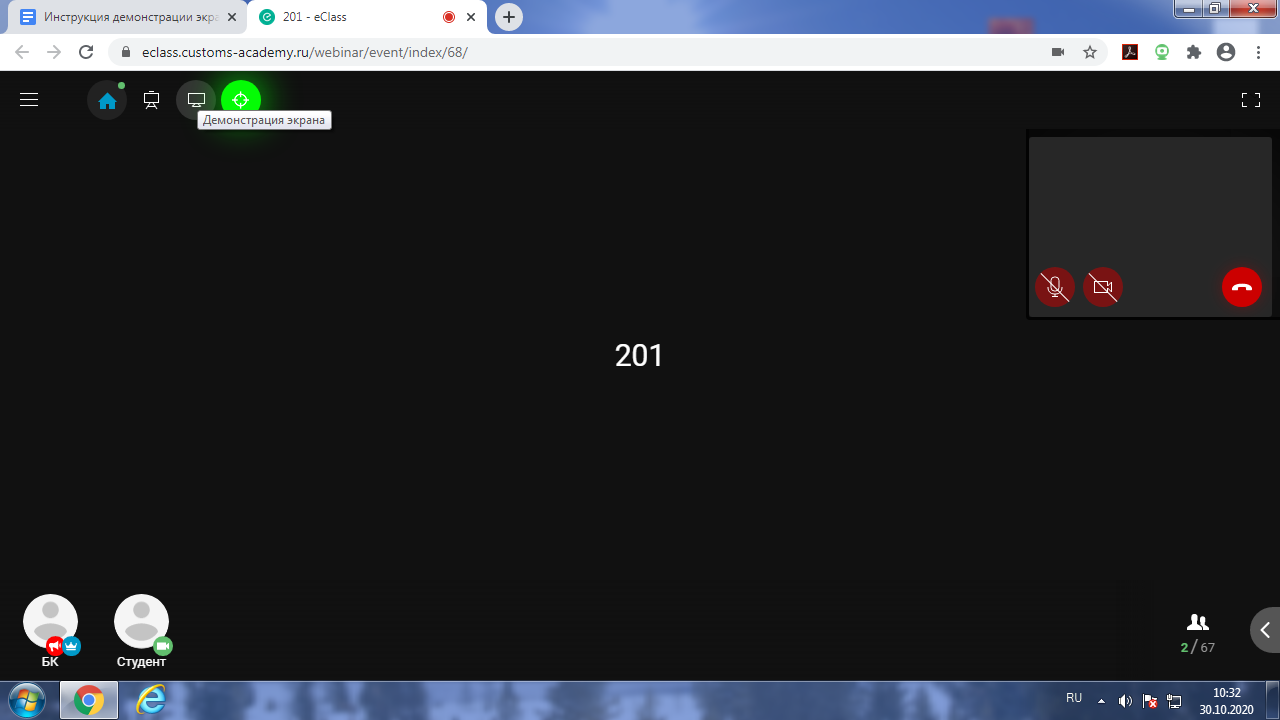 Инструкция демонстрации экра
201 - eClass
eclass.customs-academy.ru/webinar/event/index/68/
Демонстрация экрана
201
БК
Студент
2 / 67
RU
10:32
30.10.2020